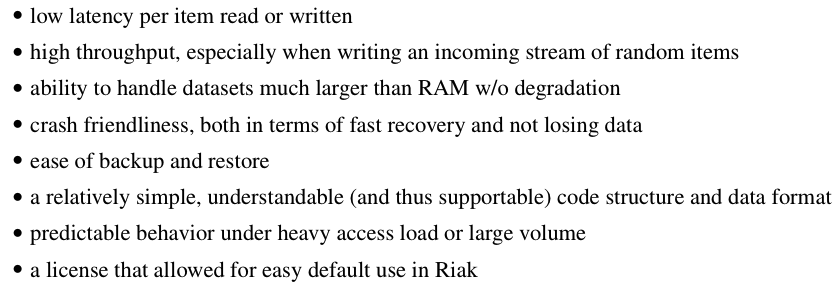 • low latency per item read or written
• high throughput, especially when writing an incoming stream of random items
• ability to handle datasets much larger than RAM w/o degradation
• crash friendliness, both in terms of fast recovery and not losing data
• ease of backup and restore
• a relatively simple, understandable (and thus supportable) code structure and data format
• predictable behavior under heavy access load or large volume
• a license that allowed for easy default use in Riak